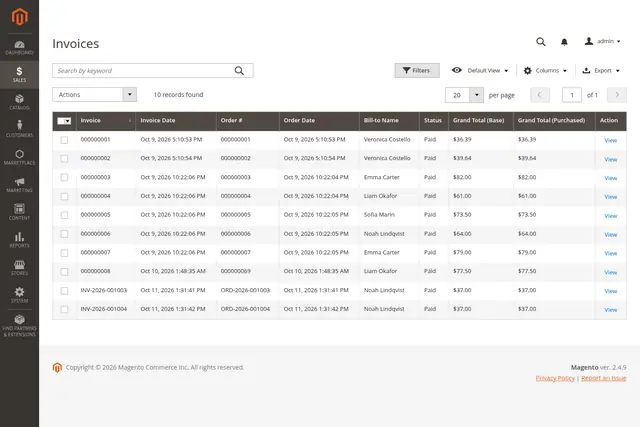 Invoices
admin
Search by keyword
Filters
Default View
Columns
Export
Actions
10 records found
20
per page
1
of 1
Invoice Invoice Date Order # Order Date Bill-to Name Status Grand Total (Base) Grand Total (Purchased) Action
000000001 Oct 9, 2026 5:10:53 PM 000000001 Oct 9, 2026 5:10:53 PM Veronica Costello Paid $36.39 $36.39 View
000000002 Oct 9, 2026 5:10:54 PM 000000002 Oct 9, 2026 5:10:54 PM Veronica Costello Paid $39.64 $39.64 View
000000003 Oct 9, 2026 10:22:06 PM 000000003 Oct 9, 2026 10:22:04 PM Emma Carter Paid $82.00 $82.00 View
000000004 Oct 9, 2026 10:22:06 PM 000000004 Oct 9, 2026 10:22:04 PM Liam Okafor Paid $61.00 $61.00 View
000000005 Oct 9, 2026 10:22:06 PM 000000005 Oct 9, 2026 10:22:05 PM Sofia Marin Paid $73.50 $73.50 View
000000006 Oct 9, 2026 10:22:06 PM 000000006 Oct 9, 2026 10:22:05 PM Noah Lindqvist Paid $64.00 $64.00 View
000000007 Oct 9, 2026 10:22:06 PM 000000007 Oct 9, 2026 10:22:05 PM Emma Carter Paid $79.00 $79.00 View
000000008 Oct 10, 2026 1:48:35 AM 000000069 Oct 10, 2026 1:48:35 AM Liam Okafor Paid $77.50 $77.50 View
INV-2026-001003 Oct 11, 2026 1:31:41 PM ORD-2026-001003 Oct 11, 2026 1:31:41 PM Noah Lindqvist Paid $37.00 $37.00 View
INV-2026-001004 Oct 11, 2026 1:31:42 PM ORD-2026-001004 Oct 11, 2026 1:31:42 PM Noah Lindqvist Paid $37.00 $37.00 View
DASHBOARD
SALES
CATALOG
CUSTOMERS
MARKETPLACE
MARKETING
CONTENT
REPORTS
STORES
SYSTEM
FIND PARTNERS
& EXTENSIONS
Copyright © 2026 Magento Commerce Inc. All rights reserved.
Magento ver. 2.4.9
Privacy Policy | Report an Issue